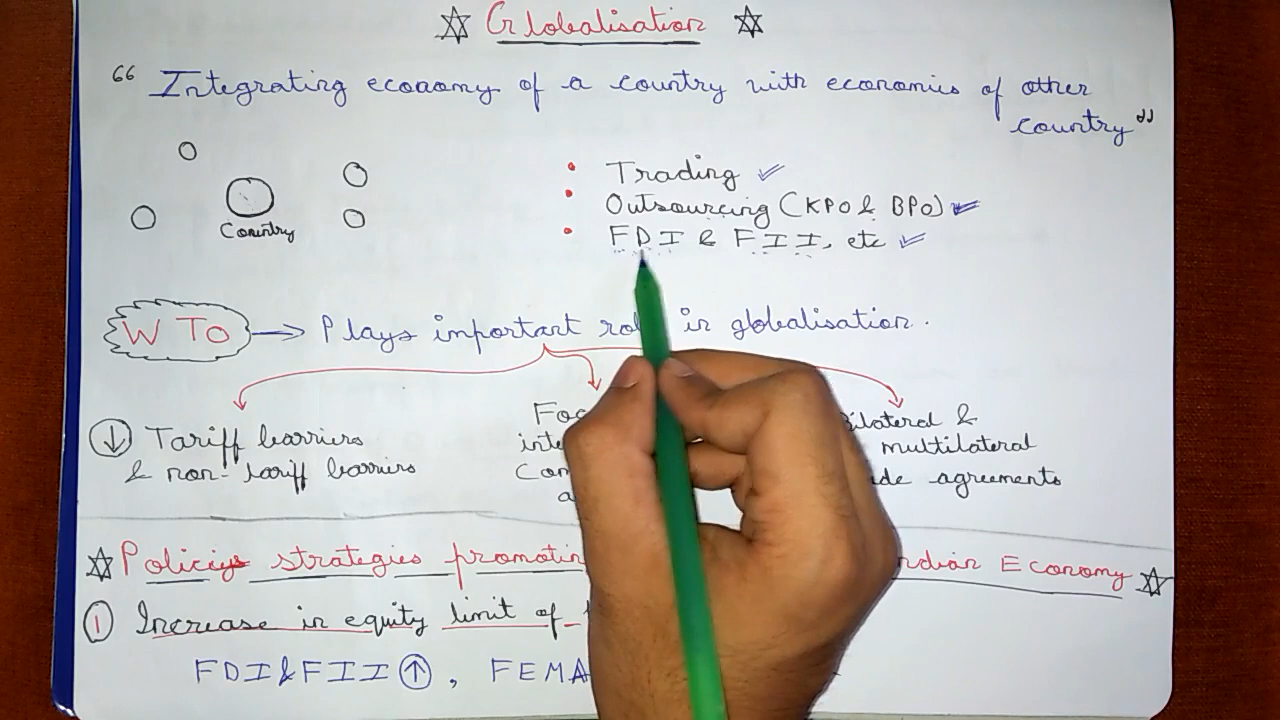 Globalisation
"Integrating economy of a country with economies of other
country"
Country
• Trading
• Outsourcing (KPO & BPO)
• FDI & FII, etc
WTO → Plays important role in globalisation.
↓ Tariff barriers
& non-tariff barriers
Bilateral &
multilateral
agreements
strategies Indian Economy
① Increase in equity limit of
FDI & FII ↑, FEMA